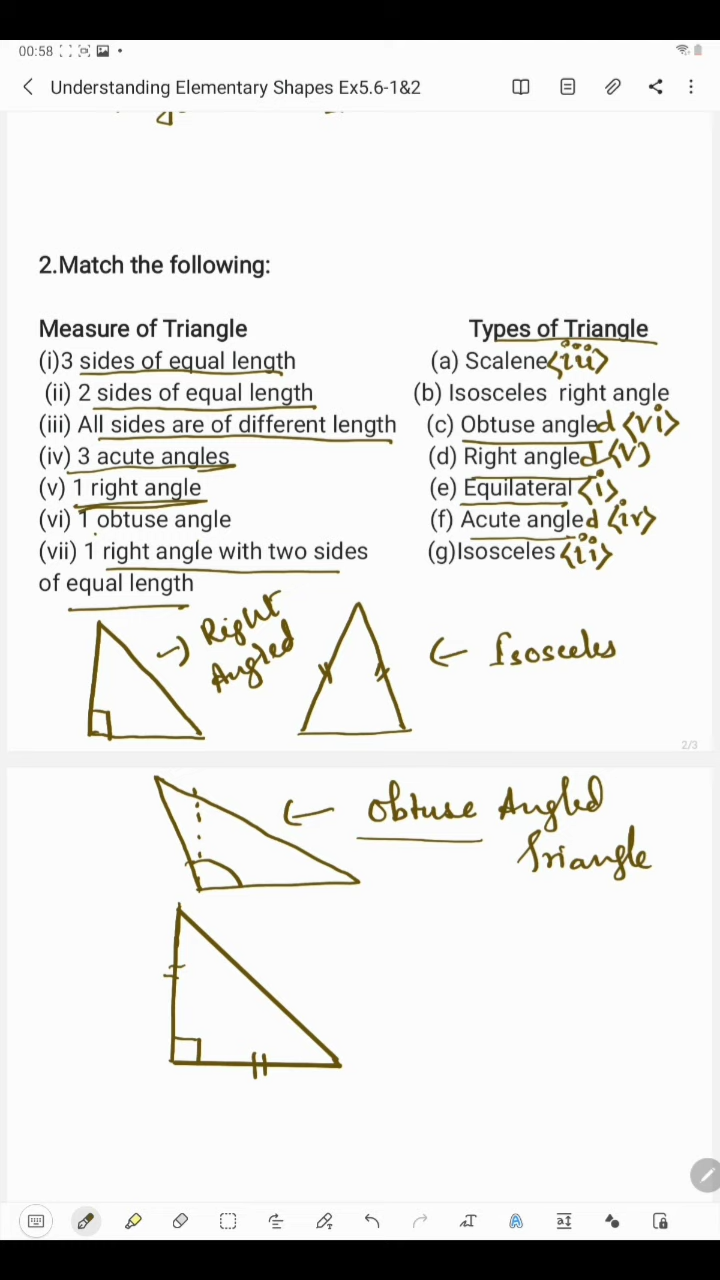 00:58
Understanding Elementary Shapes Ex5.6-1&2
2.Match the following:
Measure of Triangle Types of Triangle
(i)3 sides of equal length (a) Scalene <iii>
(ii) 2 sides of equal length (b) Isosceles right angle
(iii) All sides are of different length (c) Obtuse angled <vi>
(iv) 3 acute angles (d) Right angled <v>
(v) 1 right angle (e) Equilateral <i>
(vi) 1 obtuse angle (f) Acute angled <iv>
(vii) 1 right angle with two sides (g)Isosceles <ii>
of equal length
Right
Angled
Isosceles
2/3
Obtuse Angled
Triangle